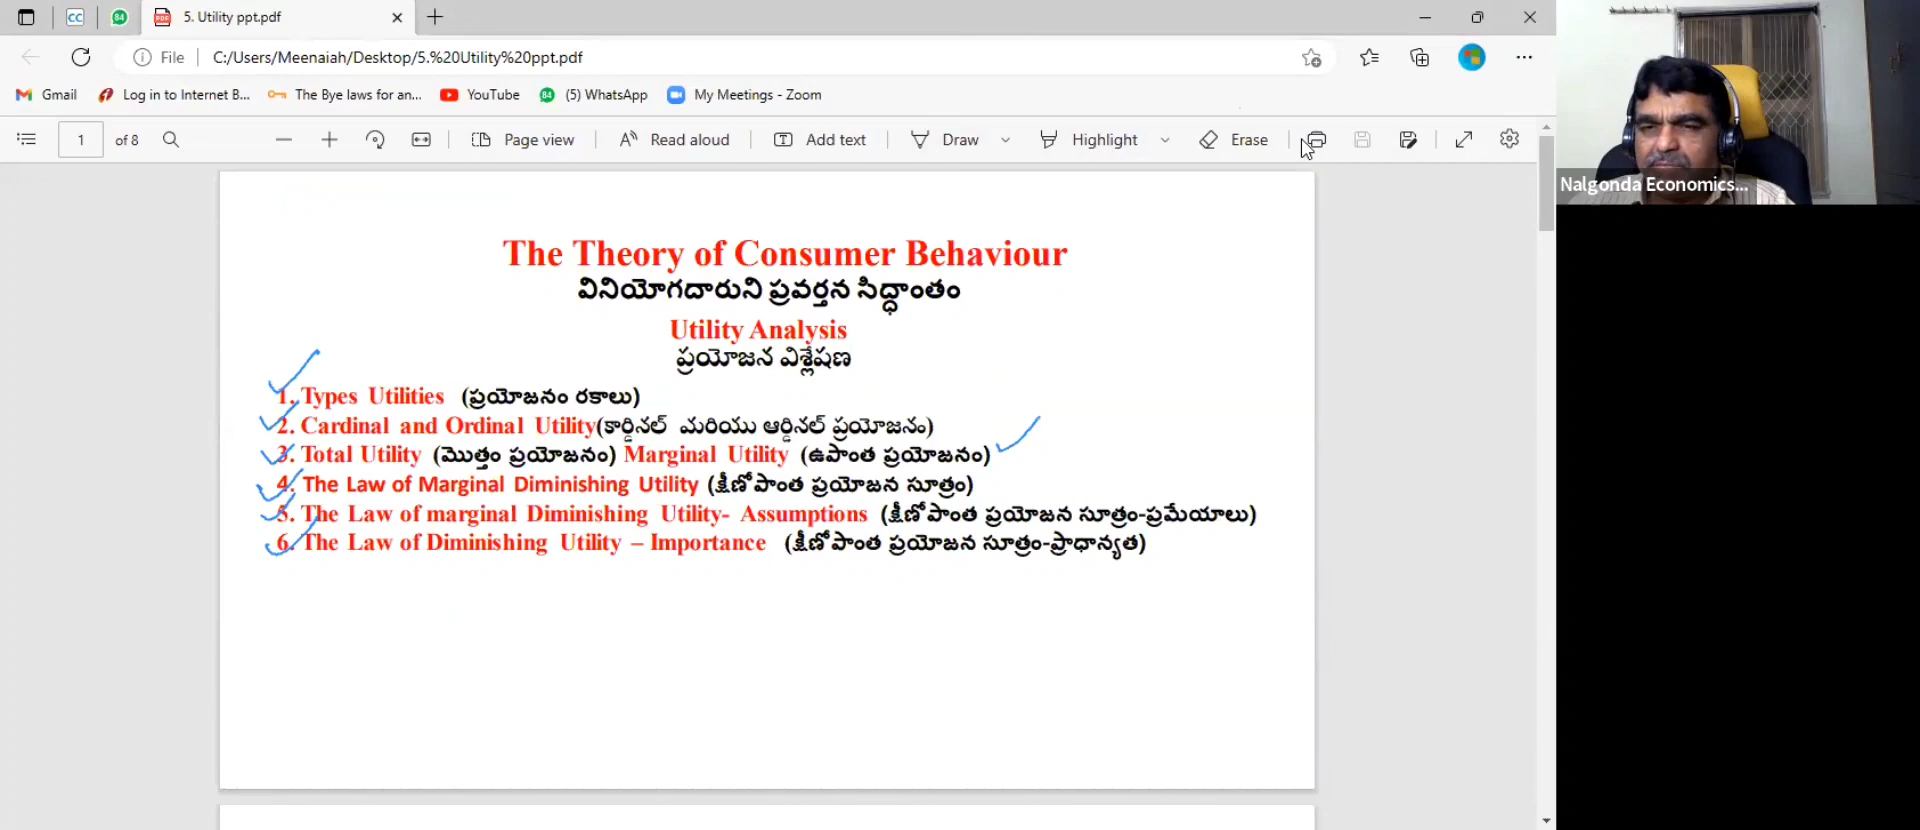 5. Utility ppt.pdf
File C:/Users/Meenaiah/Desktop/5.%20Utility%20ppt.pdf
Gmail Log in to Internet B... The Bye laws for an... YouTube (5) WhatsApp My Meetings - Zoom
1 of 8 Page view Read aloud Add text Draw Highlight Erase
Nalgonda Economics...
The Theory of Consumer Behaviour
వినియోగదారుని ప్రవర్తన సిద్ధాంతం
Utility Analysis
ప్రయోజన విశ్లేషణ
1. Types Utilities (ప్రయోజనం రకాలు)
2. Cardinal and Ordinal Utility(కార్డినల్ మరియు ఆర్డినల్ ప్రయోజనం)
3. Total Utility (మొత్తం ప్రయోజనం) Marginal Utility (ఉపాంత ప్రయోజనం)
4. The Law of Marginal Diminishing Utility (క్షీణోపాంత ప్రయోజన సూత్రం)
5. The Law of marginal Diminishing Utility- Assumptions (క్షీణోపాంత ప్రయోజన సూత్రం-ప్రమేయాలు)
6. The Law of Diminishing Utility – Importance (క్షీణోపాంత ప్రయోజన సూత్రం-ప్రాధాన్యత)